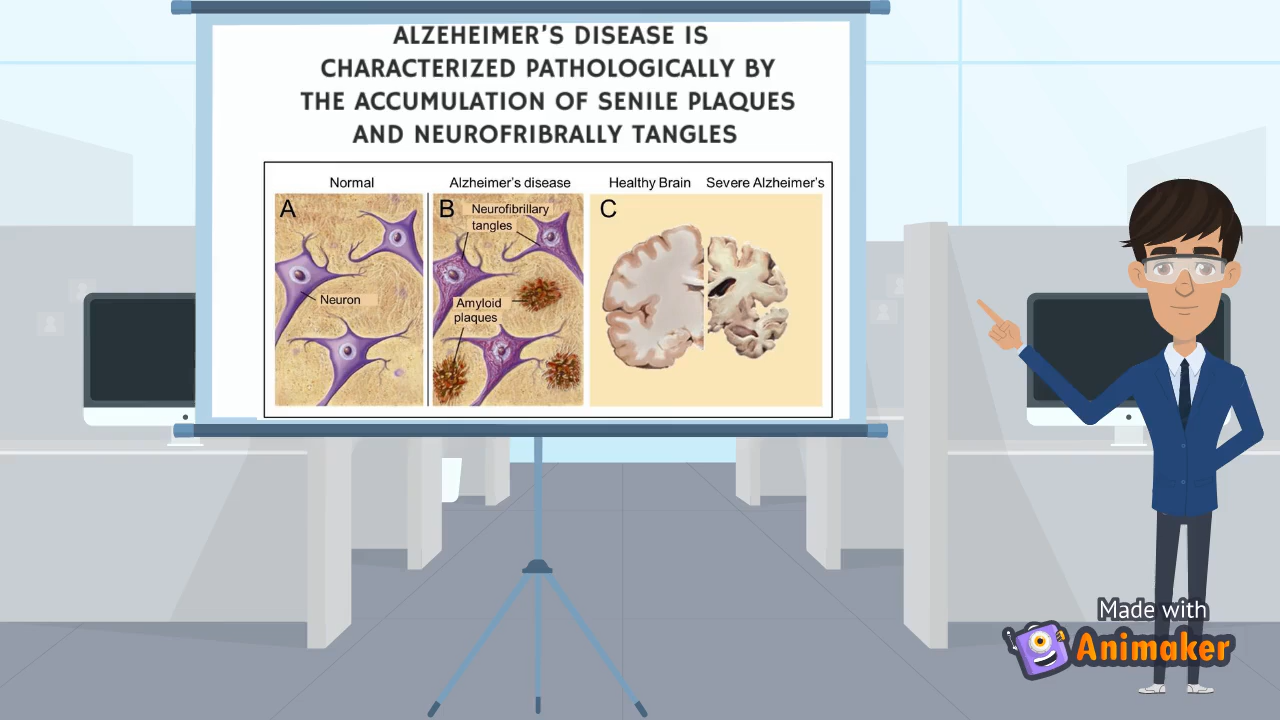 ALZEHEIMER'S DISEASE IS
CHARACTERIZED PATHOLOGICALLY BY
THE ACCUMULATION OF SENILE PLAQUES
AND NEUROFRIBRALLY TANGLES
Normal
Alzheimer's disease
Healthy Brain
Severe Alzheimer's
A
B
C
Neurofibrillary
tangles
Neuron
Amyloid
plaques
Made with
Animaker